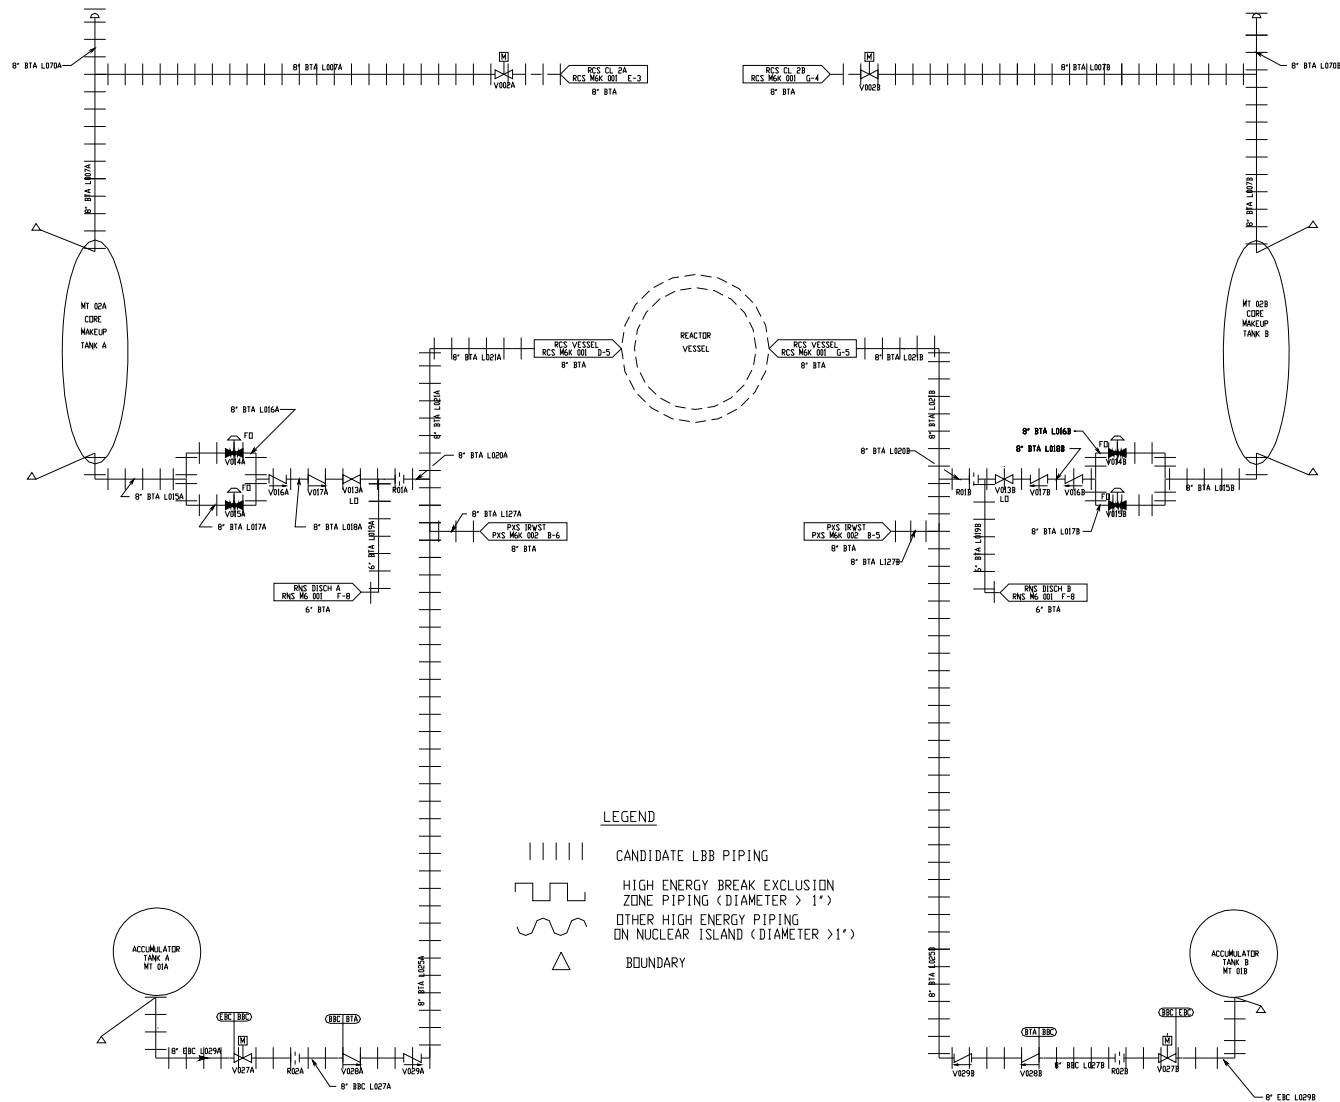 8" BTA L070A
8" BTA L007A
M
V002A
RCS CL 2A
RCS M6K 001 E-3
8" BTA
RCS CL 2B
RCS M6K 001 G-4
8" BTA
M
V002B
8" BTA L007B
8" BTA L070B
8" BTA L007A
8" BTA L007B
MT 02A
CORE
MAKEUP
TANK A
MT 02B
CORE
MAKEUP
TANK B
REACTOR
VESSEL
8" BTA L021A
RCS VESSEL
RCS M6K 001 D-5
8" BTA
RCS VESSEL
RCS M6K 001 G-5
8" BTA
8" BTA L021B
8" BTA L021A
8" BTA L021B
8" BTA L016A
FO
V014A
8" BTA L015A
FO
V015A
8" BTA L017A
V016A
V017A
8" BTA L018A
V013A
LO
R01A
8" BTA L020A
6" BTA L019A
8" BTA L127A
PXS IRWST
PXS M6K 002 B-6
8" BTA
RNS DISCH A
RNS M6 001 F-8
6" BTA
8" BTA L016B
8" BTA L018B
FO
V014B
8" BTA L020B
R01B
V013B
LO
V017B
V016B
FO
V015B
8" BTA L015B
8" BTA L017B
6" BTA L019B
PXS IRWST
PXS M6K 002 B-5
8" BTA
8" BTA L127B
RNS DISCH B
RNS M6 001 F-8
6" BTA
LEGEND
CANDIDATE LBB PIPING
HIGH ENERGY BREAK EXCLUSION
ZONE PIPING (DIAMETER > 1")
OTHER HIGH ENERGY PIPING
ON NUCLEAR ISLAND (DIAMETER >1")
BOUNDARY
ACCUMULATOR
TANK A
MT 01A
ACCUMULATOR
TANK B
MT 01B
8" BTA L025A
8" BTA L025B
EBC BBC
BBC BTA
M
8" EBC L029A
V027A
R02A
V028A
V029A
8" BBC L027A
BTA BBC
BBC EBC
M
V029B
V028B
8" BBC L027B
R02B
V027B
8" EBC L029B